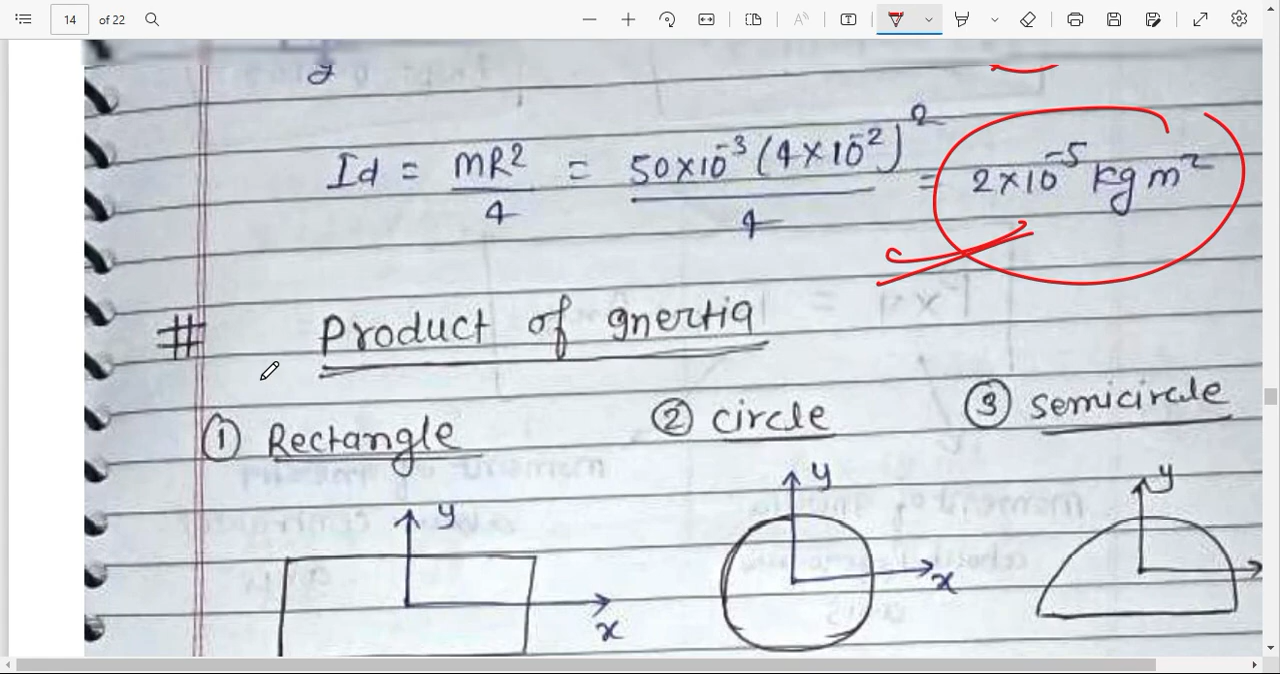 14 of 22
y
Id = mR²/4 = 50×10⁻³(4×10⁻²)²/4 = 2×10⁻⁵ kg m²
# Product of gnertia
① Rectangle ② circle ③ semicircle
y y y
x x